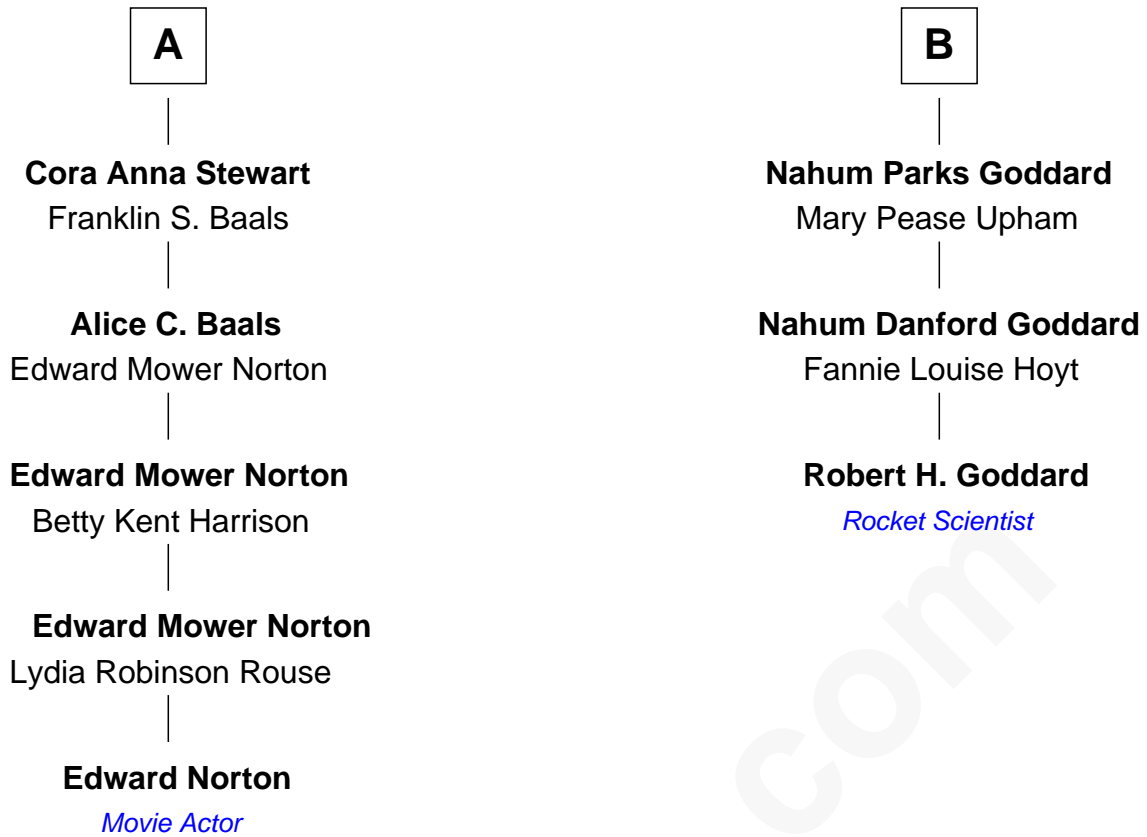 A
Cora Anna Stewart
Franklin S. Baals
Alice C. Baals
Edward Mower Norton
Edward Mower Norton
Betty Kent Harrison
Edward Mower Norton
Lydia Robinson Rouse
Edward Norton
Movie Actor
B
Nahum Parks Goddard
Mary Pease Upham
Nahum Danford Goddard
Fannie Louise Hoyt
Robert H. Goddard
Rocket Scientist
com